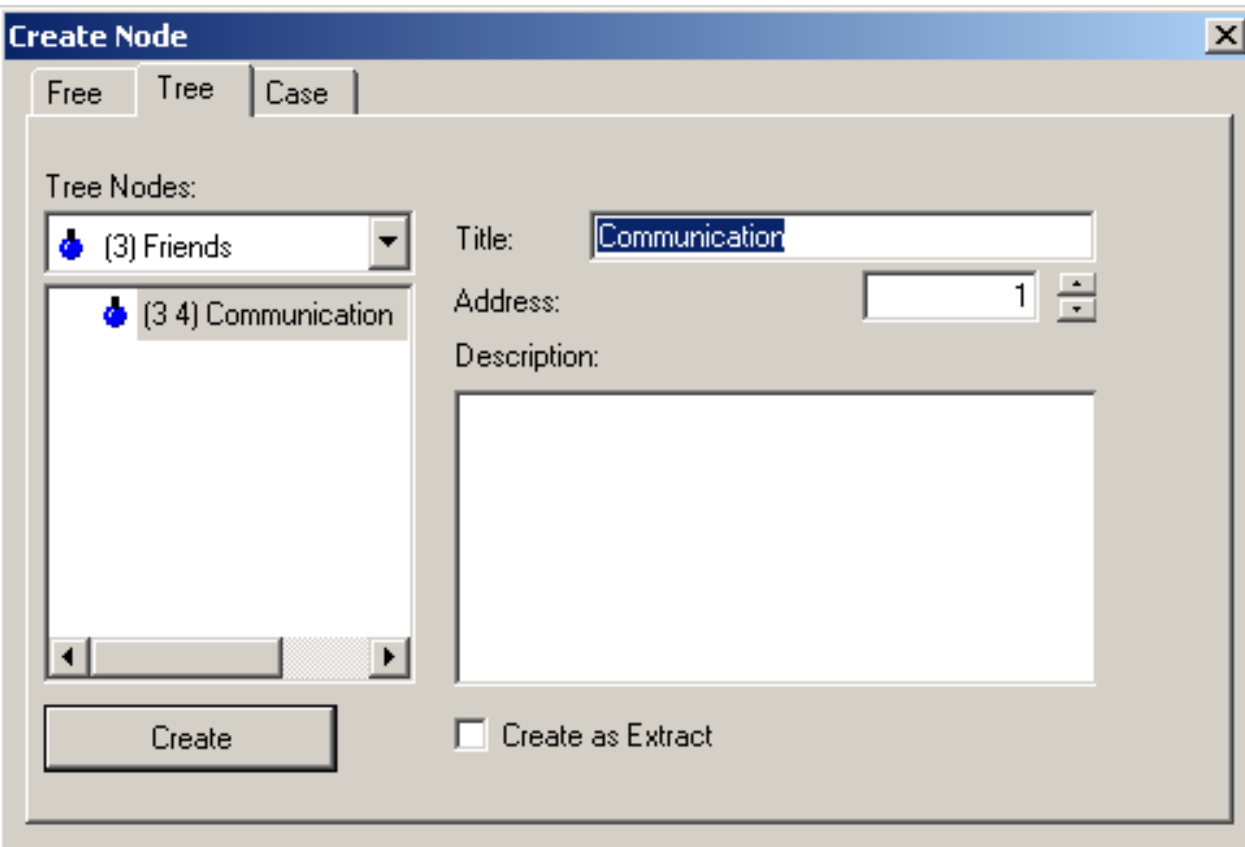 Create Node
Free Tree Case
Tree Nodes:
(3) Friends
Title: Communication
(3 4) Communication
Address: 1
Description:
Create
Create as Extract